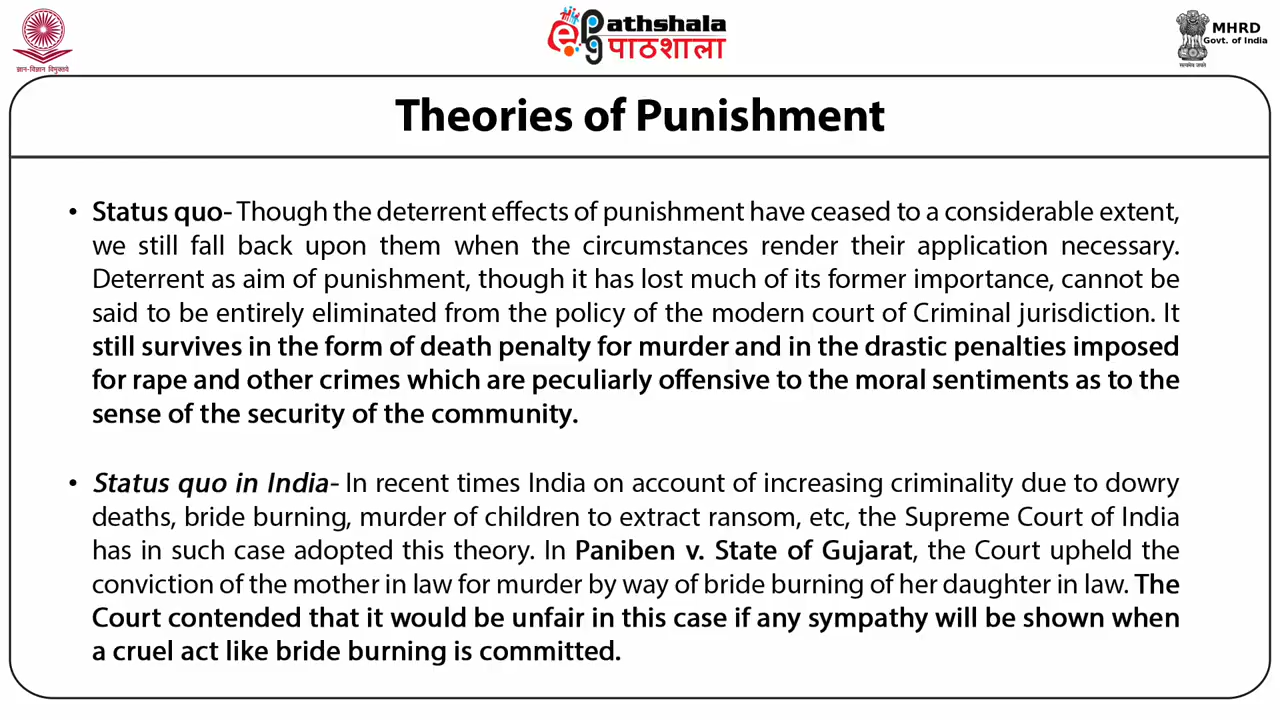 ज्ञान-विज्ञान विमुक्तये
ePathshala
पाठशाला
MHRD
Govt. of India
सत्यमेव जयते
Theories of Punishment
• Status quo- Though the deterrent effects of punishment have ceased to a considerable extent,
we still fall back upon them when the circumstances render their application necessary.
Deterrent as aim of punishment, though it has lost much of its former importance, cannot be
said to be entirely eliminated from the policy of the modern court of Criminal jurisdiction. It
still survives in the form of death penalty for murder and in the drastic penalties imposed
for rape and other crimes which are peculiarly offensive to the moral sentiments as to the
sense of the security of the community.
• Status quo in India- In recent times India on account of increasing criminality due to dowry
deaths, bride burning, murder of children to extract ransom, etc, the Supreme Court of India
has in such case adopted this theory. In Paniben v. State of Gujarat, the Court upheld the
conviction of the mother in law for murder by way of bride burning of her daughter in law. The
Court contended that it would be unfair in this case if any sympathy will be shown when
a cruel act like bride burning is committed.